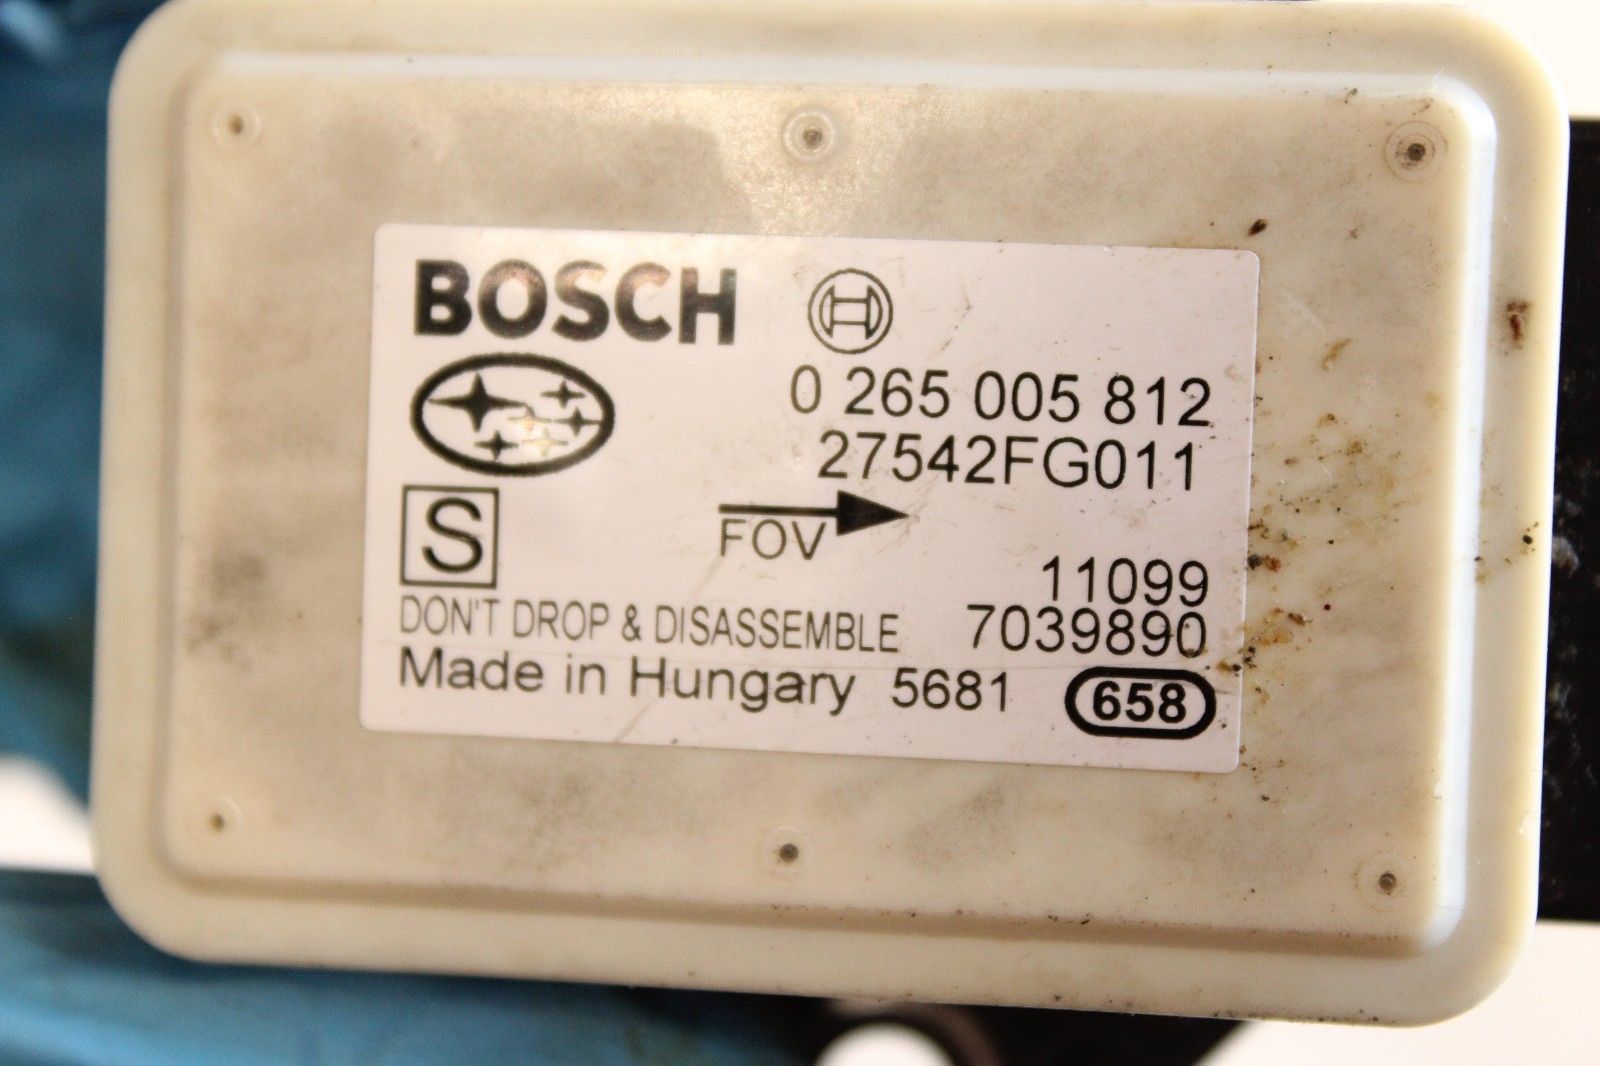 BOSCH
0 265 005 812
27542FG011
S
FOV
11099
DON'T DROP & DISASSEMBLE 7039890
Made in Hungary 5681 658